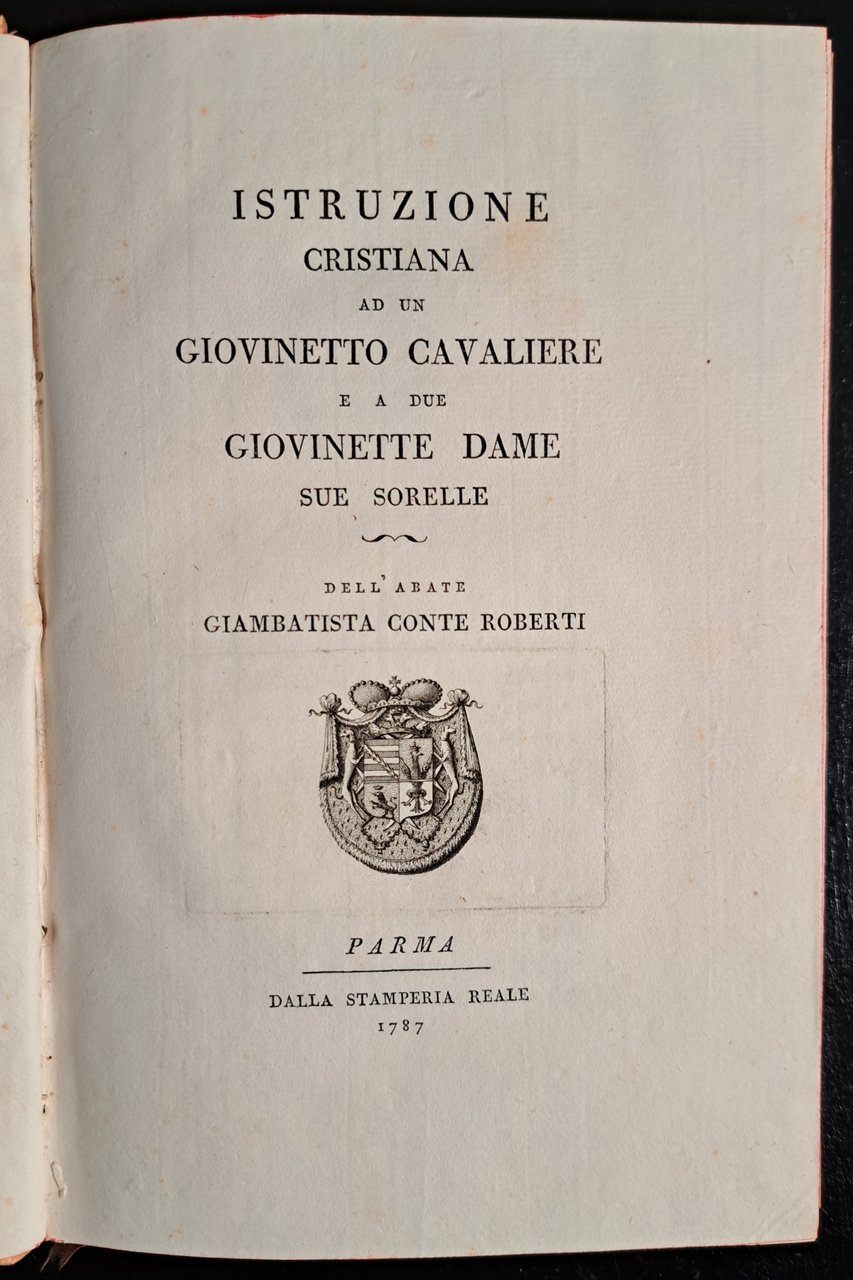 ISTRUZIONE
CRISTIANA
AD UN
GIOVINETTO CAVALIERE
E A DUE
GIOVINETTE DAME
SUE SORELLE
DELL' ABATE
GIAMBATISTA CONTE ROBERTI
PARMA
DALLA STAMPERIA REALE
1787